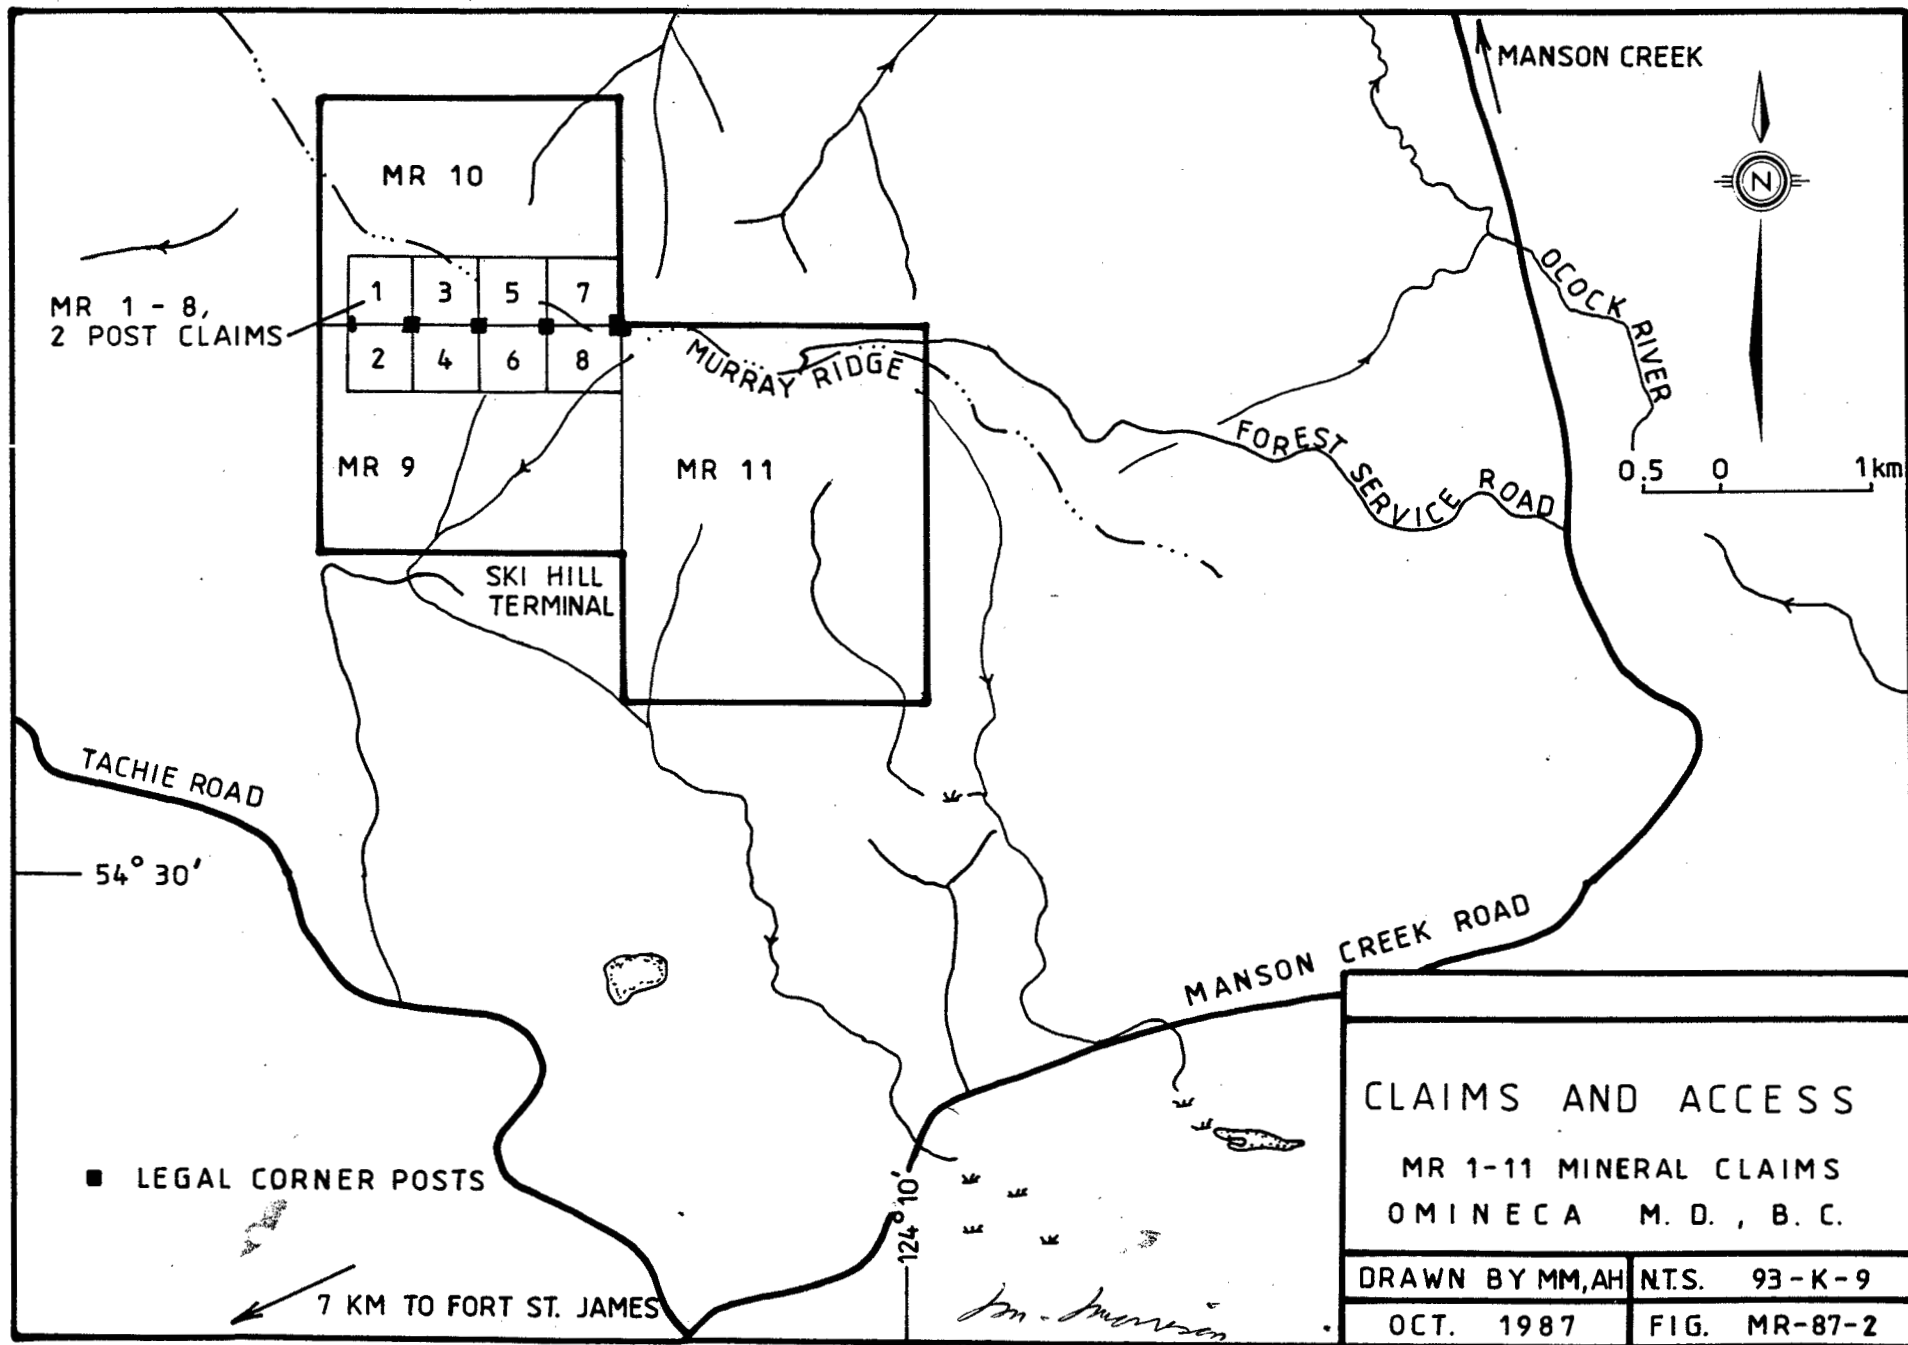 MANSON CREEK
N
MR 10
MR 1 - 8,
2 POST CLAIMS
1 3 5 7
2 4 6 8
OCOCK RIVER
MURRAY RIDGE
FOREST SERVICE ROAD
0.5 0 1km
MR 9
MR 11
SKI HILL
TERMINAL
TACHIE ROAD
54° 30'
MANSON CREEK ROAD
■ LEGAL CORNER POSTS
124° 10'
7 KM TO FORT ST. JAMES
CLAIMS AND ACCESS
MR 1-11 MINERAL CLAIMS
OMINECA M. D. , B. C.
DRAWN BY MM,AH
N.T.S. 93-K-9
OCT. 1987
FIG. MR-87-2